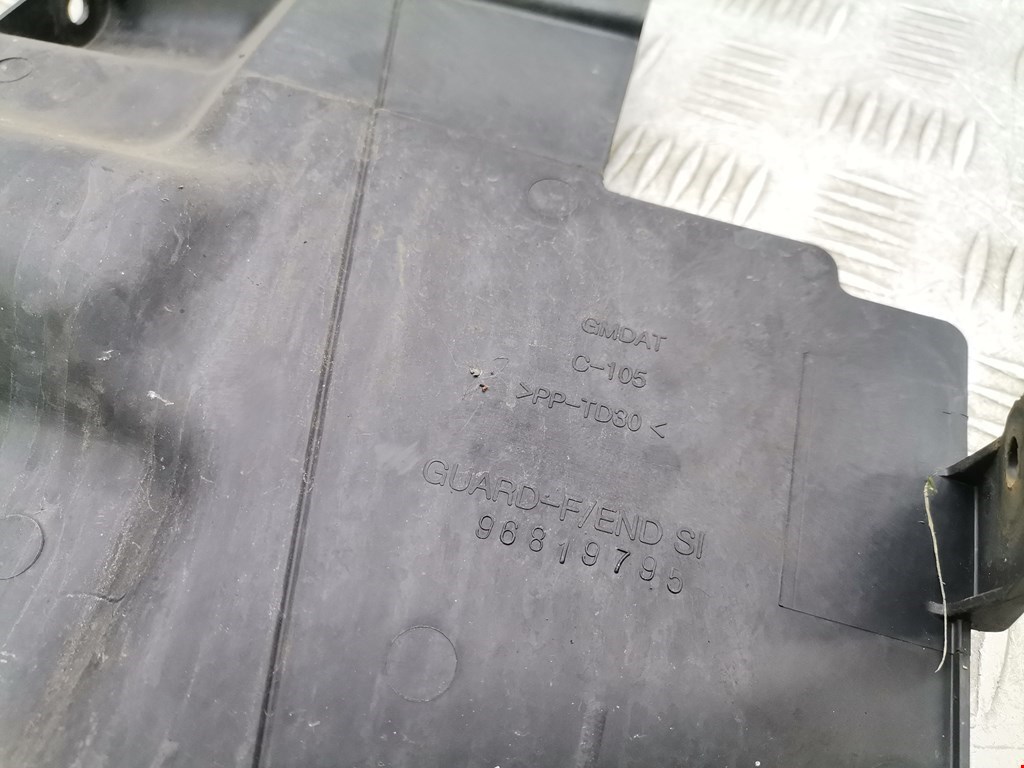 GMDAT
C-105
>PP-TD30<
GUARD-F/END SI
96819795